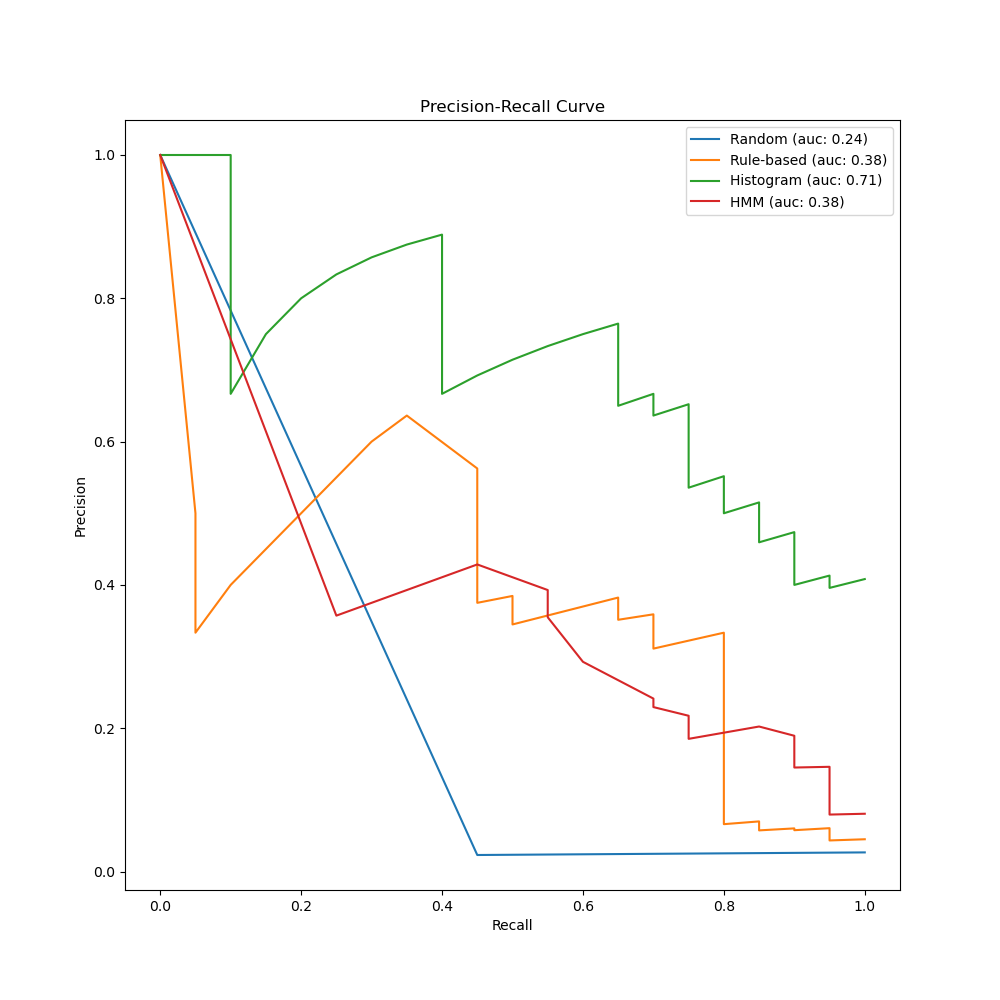 Precision-Recall Curve
Random (auc: 0.24)
Rule-based (auc: 0.38)
Histogram (auc: 0.71)
HMM (auc: 0.38)
Precision
1.0
0.8
0.6
0.4
0.2
0.0
0.0 0.2 0.4 0.6 0.8 1.0
Recall